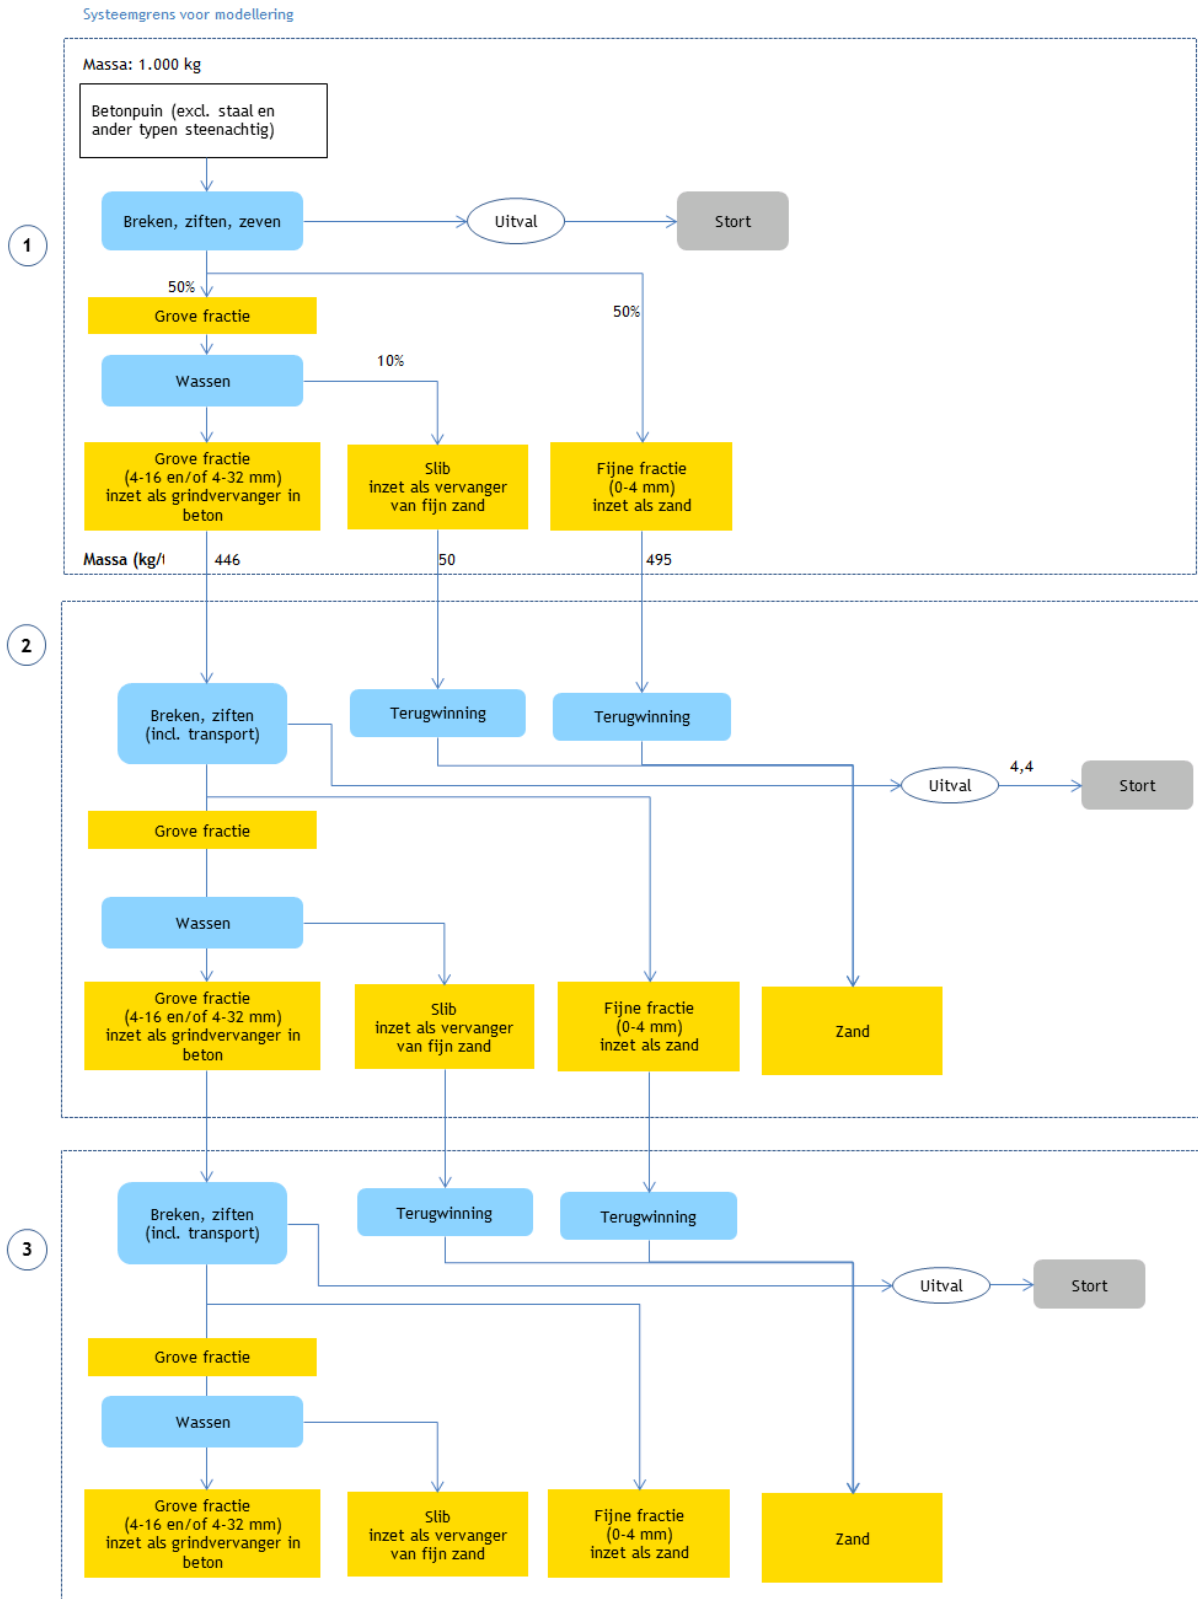 Systeemgrens voor modellering
Massa: 1.000 kg
Betonpuin (excl. staal en
ander typen steenachtig)
1
Breken, ziften, zeven
Uitval
Stort
50%
50%
Grove fractie
10%
Wassen
Grove fractie
(4-16 en/of 4-32 mm)
inzet als grindvervanger in
beton
Slib
inzet als vervanger
van fijn zand
Fijne fractie
(0-4 mm)
inzet als zand
Massa (kg/t
446
50
495
2
Breken, ziften
(incl. transport)
Terugwinning
Terugwinning
Uitval
4,4
Stort
Grove fractie
Wassen
Grove fractie
(4-16 en/of 4-32 mm)
inzet als grindvervanger in
beton
Slib
inzet als vervanger
van fijn zand
Fijne fractie
(0-4 mm)
inzet als zand
Zand
3
Breken, ziften
(incl. transport)
Terugwinning
Terugwinning
Uitval
Stort
Grove fractie
Wassen
Grove fractie
(4-16 en/of 4-32 mm)
inzet als grindvervanger in
beton
Slib
inzet als vervanger
van fijn zand
Fijne fractie
(0-4 mm)
inzet als zand
Zand